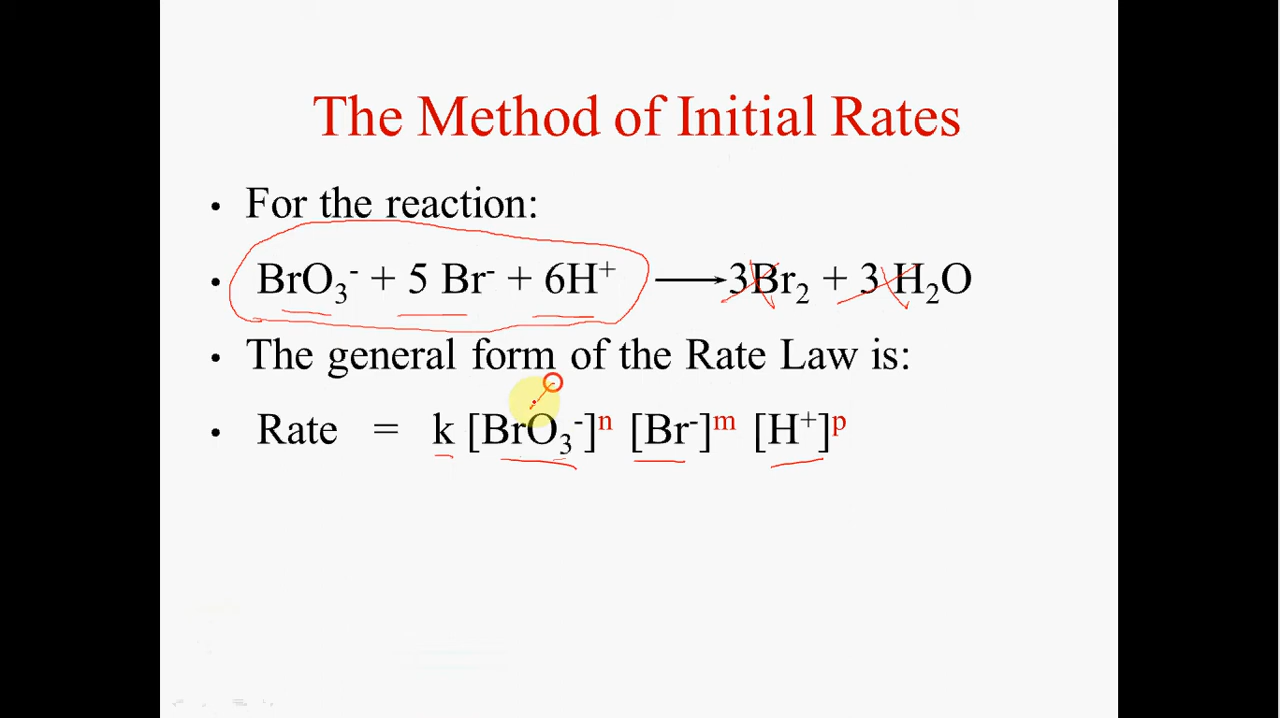 The Method of Initial Rates
• For the reaction:
• BrO₃⁻ + 5 Br⁻ + 6H⁺ ⟶ 3Br₂ + 3 H₂O
• The general form of the Rate Law is:
• Rate = k [BrO₃⁻]ⁿ [Br⁻]ᵐ [H⁺]ᵖ